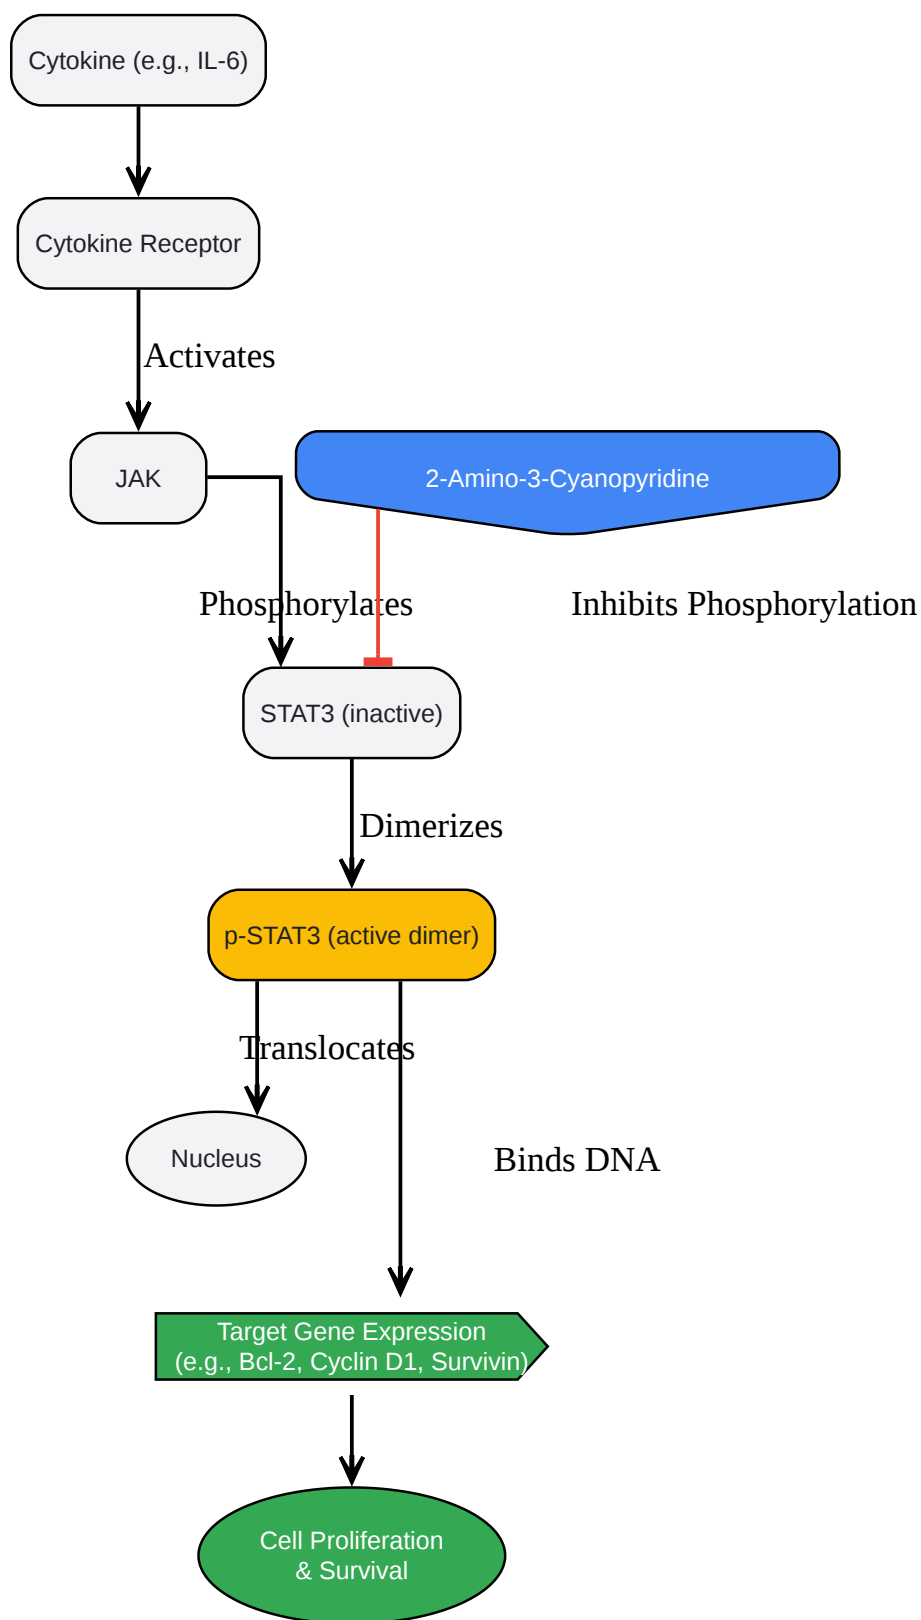 Cytokine (e.g., IL-6)
Cytokine Receptor
Activates
JAK
2-Amino-3-Cyanopyridine
Phosphorylates
Inhibits Phosphorylation
STAT3 (inactive)
Dimerizes
p-STAT3 (active dimer)
Translocates
Nucleus
Binds DNA
Target Gene Expression
(e.g., Bcl-2, Cyclin D1, Survivin)
Cell Proliferation
& Survival